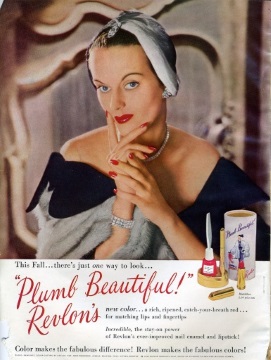 This Fall...there's just one way to look...
"Plumb Beautiful!"
Revlon's
new color... a rich, ripened, catch-your-breath red...
for matching lips and fingertips
Incredible, the stay-on power
of Revlon's ever-improved nail enamel and lipstick!
Color makes the fabulous difference! Revlon makes the fabulous colors!
Plumb Beautiful